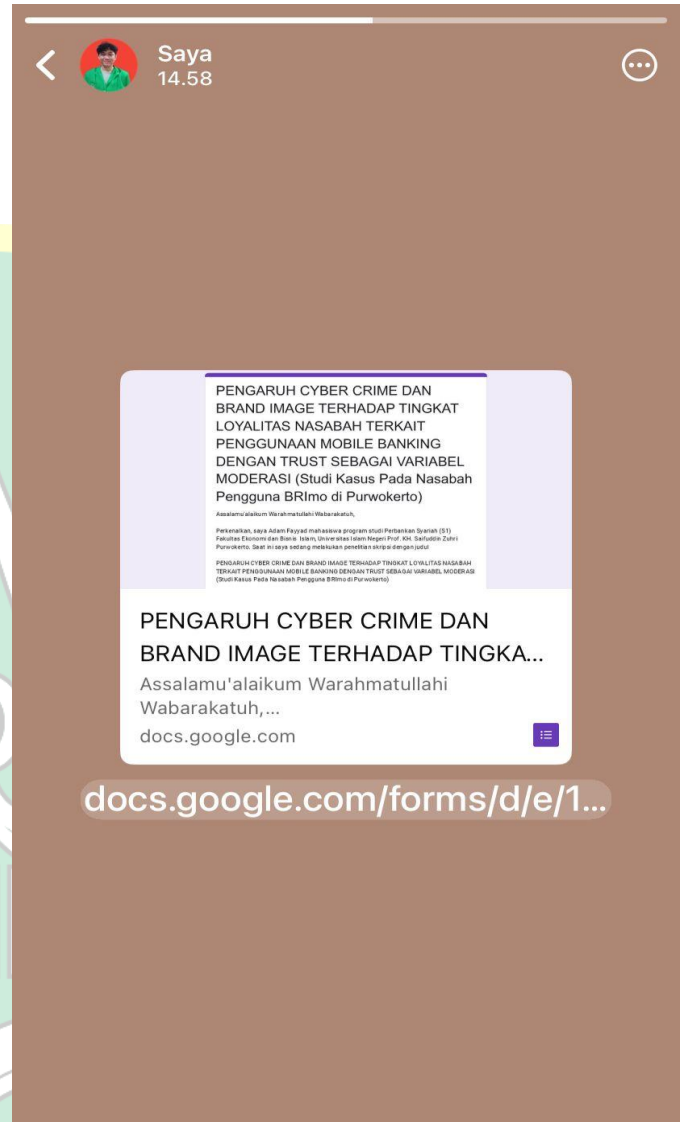 Saya
14.58
PENGARUH CYBER CRIME DAN
BRAND IMAGE TERHADAP TINGKAT
LOYALITAS NASABAH TERKAIT
PENGGUNAAN MOBILE BANKING
DENGAN TRUST SEBAGAI VARIABEL
MODERASI (Studi Kasus Pada Nasabah
Pengguna BRImo di Purwokerto)
Assalamu'alaikum Warahmatullahi Wabarakatuh,
Perkenalkan, saya Adam Fayyad mahasiswa program studi Perbankan Syariah (S1)
Fakultas Ekonomi dan Bisnis Islam, Universitas Islam Negeri Prof. KH. Saifuddin Zuhri
Purwokerto. Saat ini saya sedang melakukan penelitian skripsi dengan judul:
PENGARUH CYBER CRIME DAN BRAND IMAGE TERHADAP TINGKAT LOYALITAS NASABAH
TERKAIT PENGGUNAAN MOBILE BANKING DENGAN TRUST SEBAGAI VARIABEL MODERASI
(Studi Kasus Pada Nasabah Pengguna BRImo di Purwokerto)
PENGARUH CYBER CRIME DAN
BRAND IMAGE TERHADAP TINGKA...
Assalamu'alaikum Warahmatullahi
Wabarakatuh,...
docs.google.com
docs.google.com/forms/d/e/1...